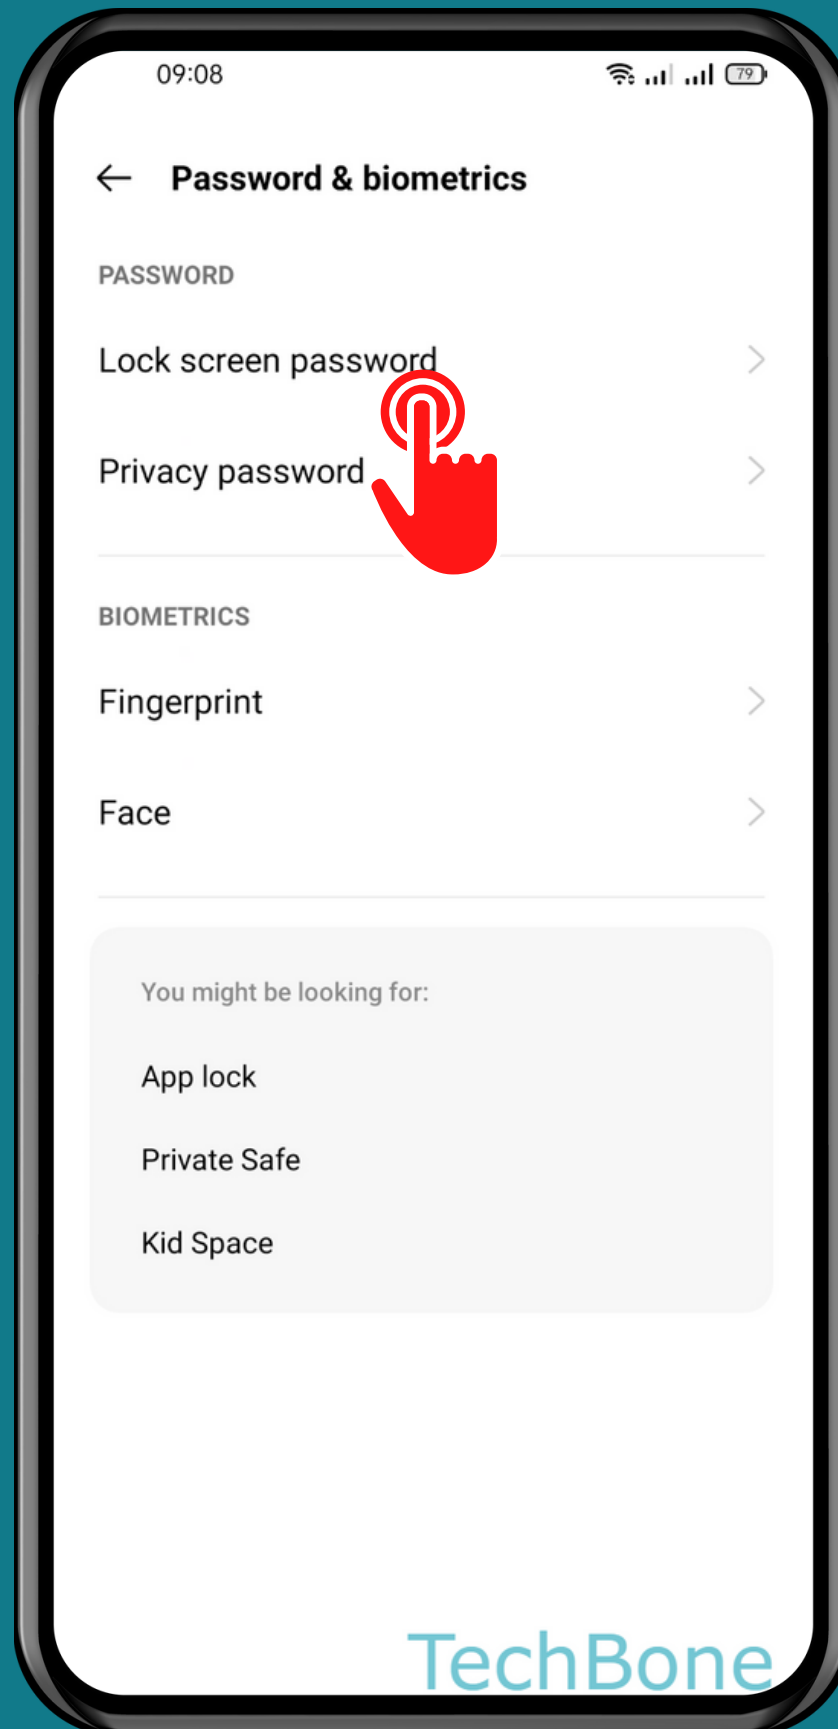 09:08
79
Password & biometrics
PASSWORD
Lock screen password
Privacy password
BIOMETRICS
Fingerprint
Face
You might be looking for:
App lock
Private Safe
Kid Space
TechBone